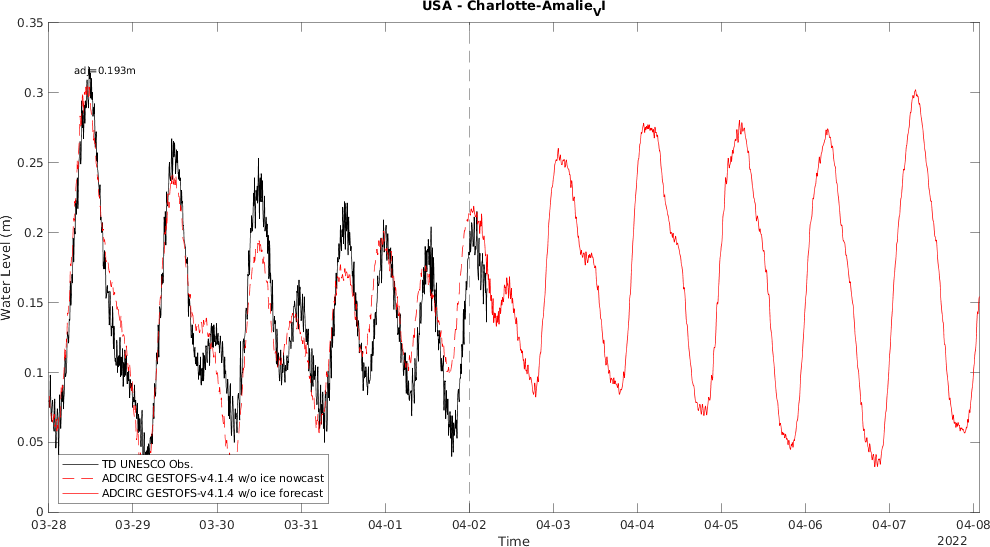 USA - Charlotte-AmalieVI
0.35
adj=0.193m
0.3
0.25
0.2
0.15
0.1
0.05
0
Water Level (m)
TD UNESCO Obs.
ADCIRC GESTOFS-v4.1.4 w/o ice nowcast
ADCIRC GESTOFS-v4.1.4 w/o ice forecast
03-28 03-29 03-30 03-31 04-01 04-02 04-03 04-04 04-05 04-06 04-07 04-08
Time
2022